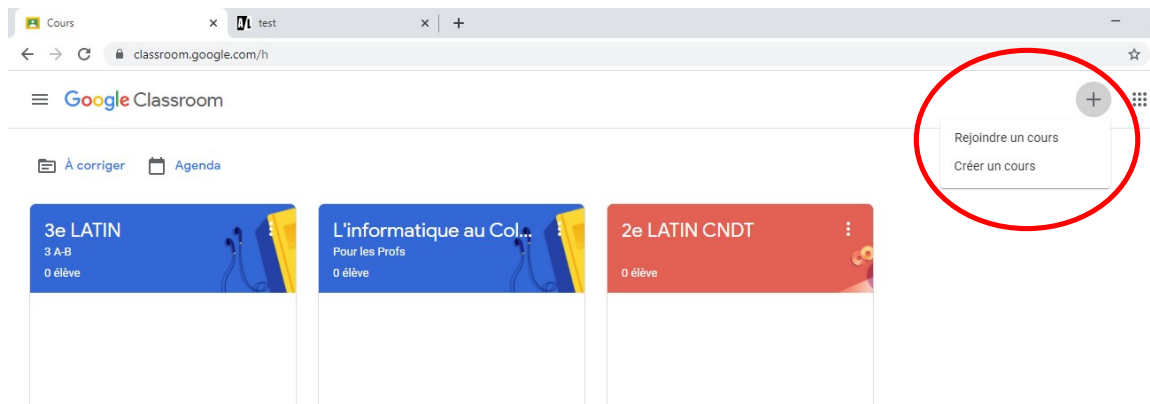 Cours
test
classroom.google.com/h
Google Classroom
Rejoindre un cours
Créer un cours
À corriger
Agenda
3e LATIN
3 A-B
0 élève
L'informatique au Col...
Pour les Profs
0 élève
2e LATIN CNDT
0 élève